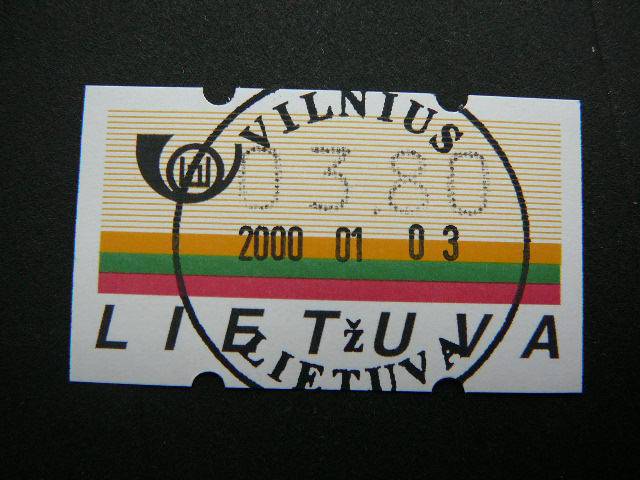 VILNIUS
03.80
2000 01 03
LIETUVA
ž
LIETUVA